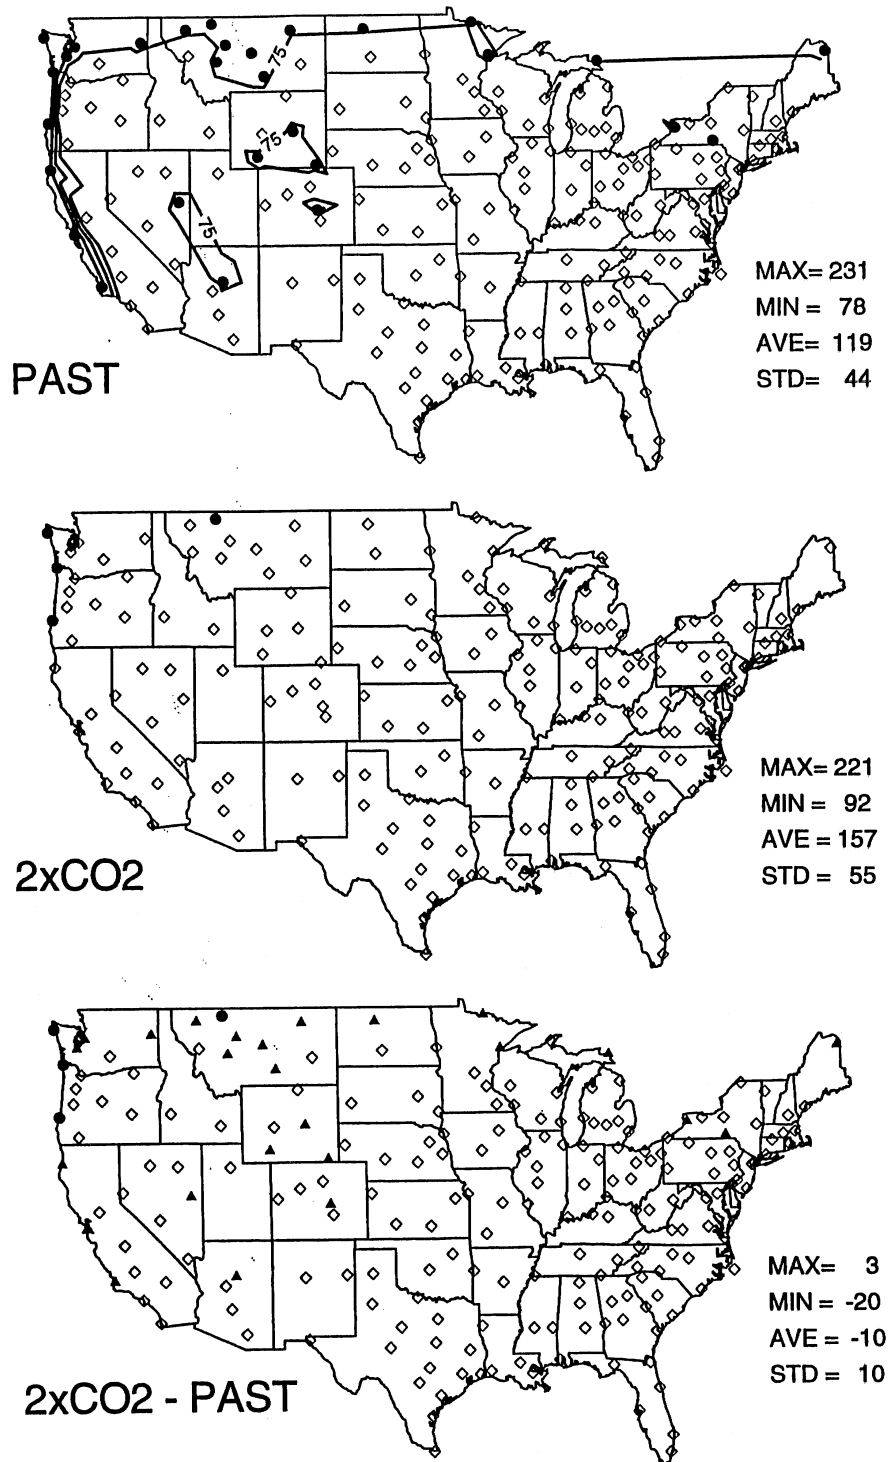 75
75
75
MAX= 231
MIN = 78
AVE= 119
STD= 44
PAST
MAX= 221
MIN = 92
AVE = 157
STD = 55
2xCO2
MAX= 3
MIN = -20
AVE = -10
STD = 10
2xCO2 - PAST